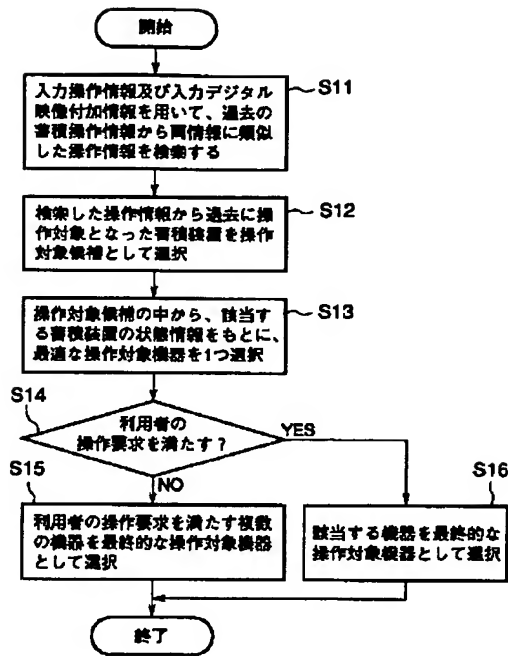 開始
S11
入力操作情報及び入力デジタル
映像付加情報を用いて、過去の
蓄積操作情報から両情報に類似
した操作情報を検索する
S12
検索した操作情報から過去に操
作対象となった蓄積装置を操作
対象候補として選択
S13
操作対象候補の中から、該当す
る蓄積装置の状態情報をもとに、
最適な操作対象機器を1つ選択
S14
利用者の
操作要求を満たす?
YES
NO
S15
利用者の操作要求を満たす複数
の機器を最終的な操作対象機器
として選択
S16
該当する機器を最終的な
操作対象機器として選択
終了